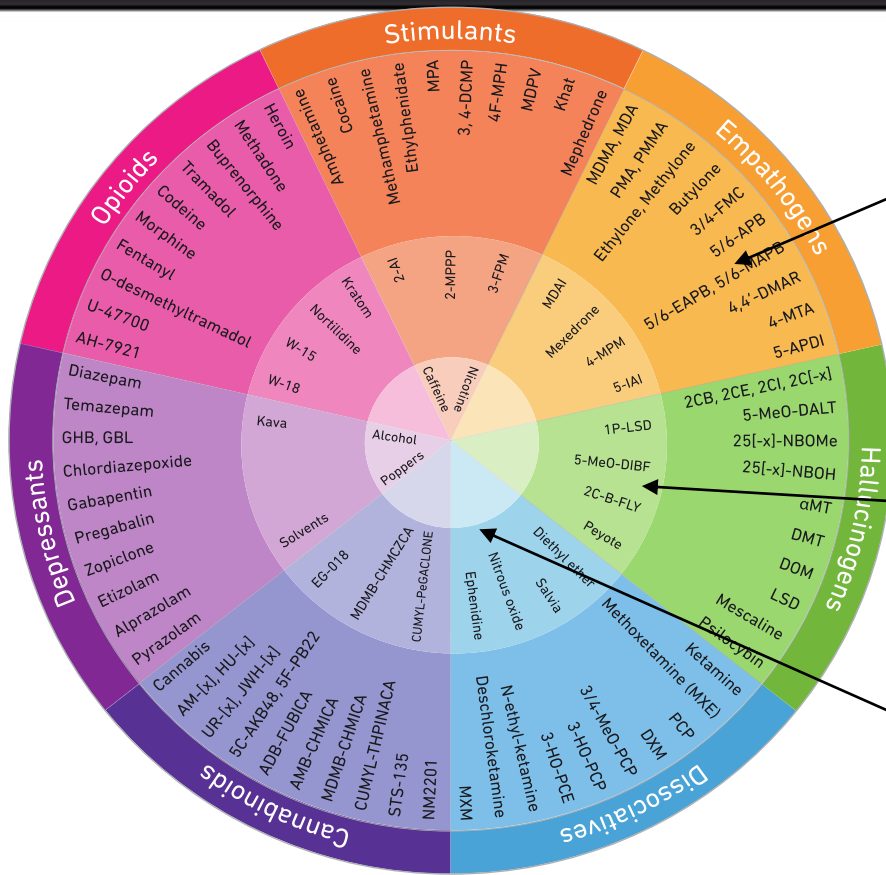 Stimulants
Amphetamine
Cocaine
Methamphetamine
Ethylphenidate
MPA
3, 4-DCMP
4F-MPH
MDPV
Khat
Mephedrone
2-AI
2-MPPP
3-FPM
Caffeine
Nicotine
Empathogens
MDMA, MDA
PMA, PMMA
Ethylone, Methylone
Butylone
3/4-FMC
5/6-APB
5/6-EAPB, 5/6-MAPB
4,4'-DMAR
4-MTA
5-APDI
MDAI
Mexedrone
4-MPM
5-IAI
Hallucinogens
2CB, 2CE, 2CI, 2C[-x]
5-MeO-DALT
25[-x]-NBOMe
25[-x]-NBOH
αMT
DMT
DOM
LSD
Mescaline
Psilocybin
1P-LSD
5-MeO-DIBF
2C-B-FLY
Peyote
Dissociatives
Ketamine
Methoxetamine (MXE)
PCP
DXM
3/4-MeO-PCP
3-HO-PCP
3-HO-PCE
N-ethyl-ketamine
Deschloroketamine
MXM
Diethyl ether
Salvia
Nitrous oxide
Ephenidine
Cannabinoids
NM2201
STS-135
CUMYL-THPINACA
MDMB-CHMICA
AMB-CHMICA
ADB-FUBICA
5C-AKB48, 5F-PB22
UR-[x], JWH-[x]
AM-[x], HU-[x]
Cannabis
CUMYL-PeGACLONE
MDMB-CHMCZCA
EG-018
Depressants
Pyrazolam
Alprazolam
Etizolam
Zopiclone
Pregabalin
Gabapentin
Chlordiazepoxide
GHB, GBL
Temazepam
Diazepam
Solvents
Kava
Poppers
Alcohol
Opioids
AH-7921
U-47700
O-desmethyltramadol
Fentanyl
Morphine
Codeine
Tramadol
Buprenorphine
Methadone
Heroin
W-18
W-15
Nortilidine
Kratom